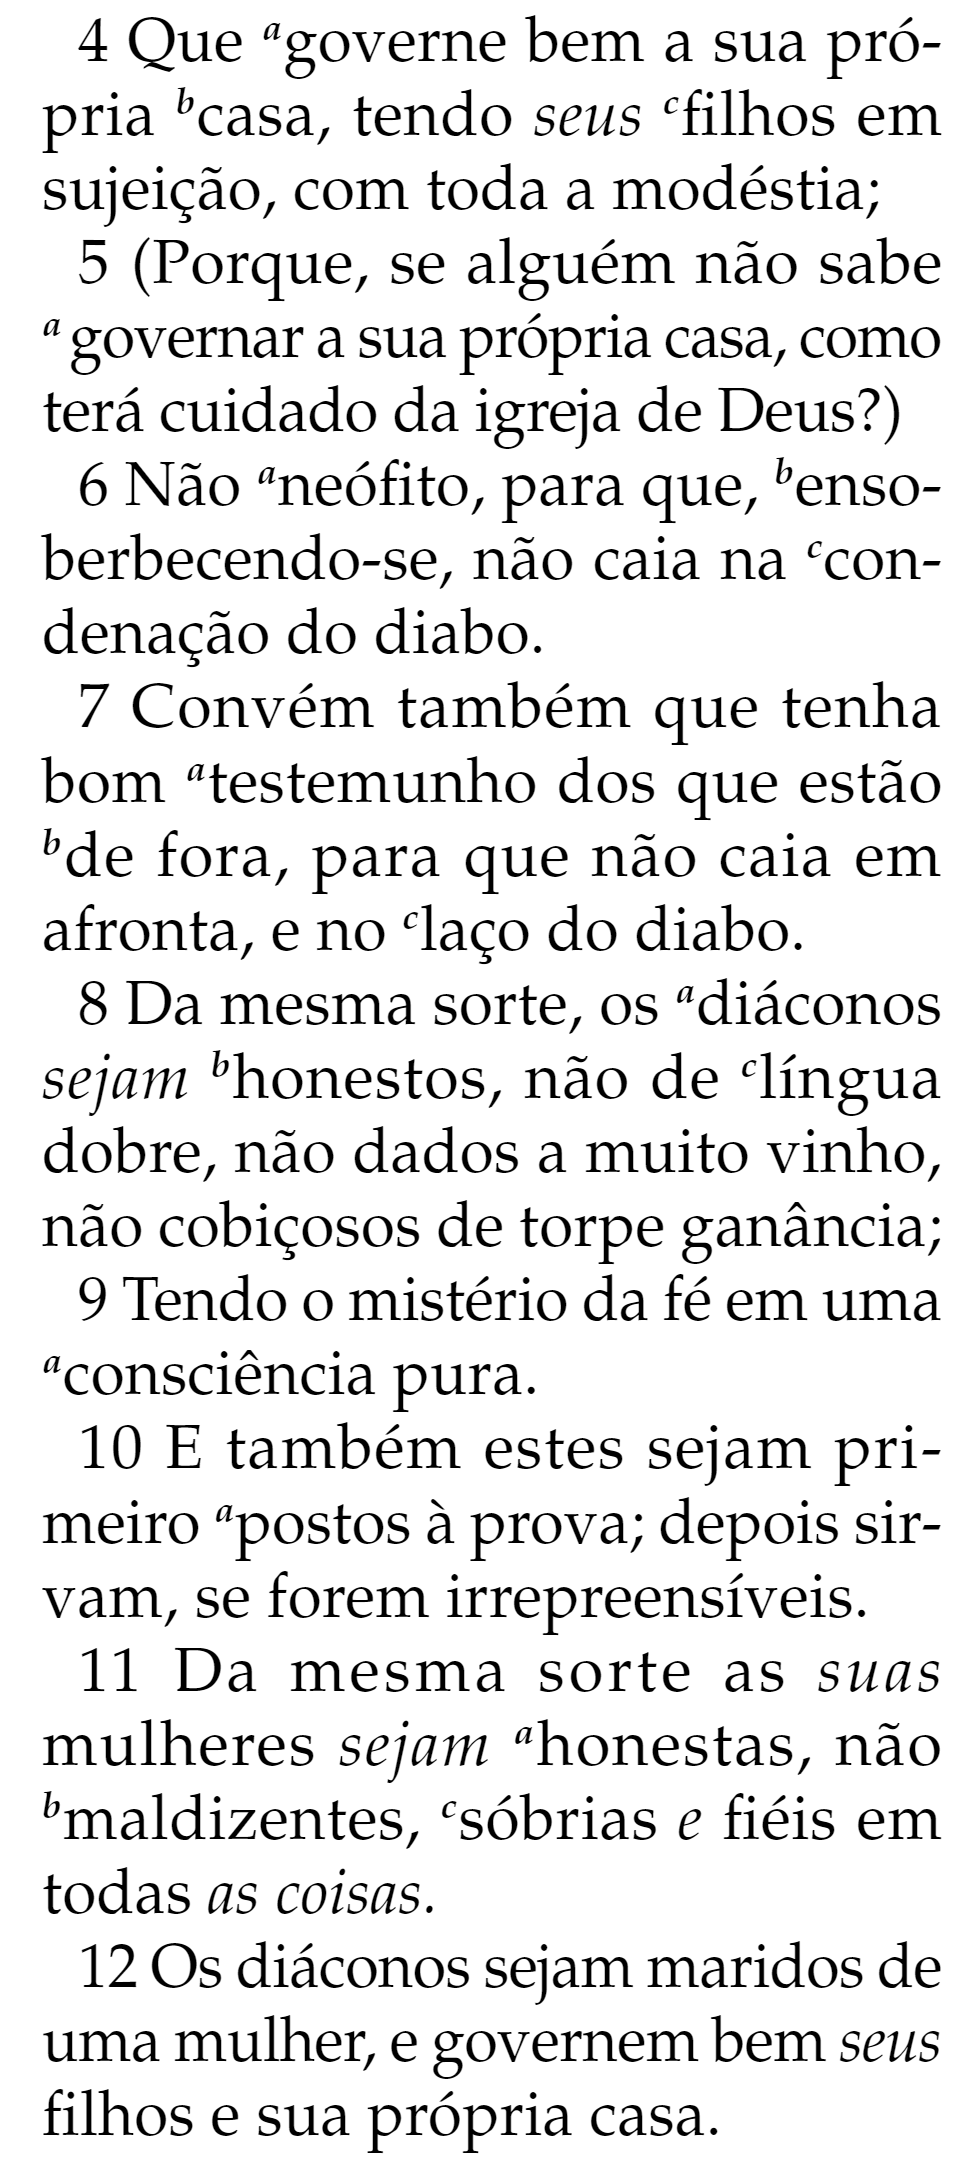 4 Que ᵃgoverne bem a sua pró-
pria ᵇcasa, tendo seus ᶜfilhos em
sujeição, com toda a modéstia;
5 (Porque, se alguém não sabe
ᵃ governar a sua própria casa, como
terá cuidado da igreja de Deus?)
6 Não ᵃneófito, para que, ᵇenso-
berbecendo-se, não caia na ᶜcon-
denação do diabo.
7 Convém também que tenha
bom ᵃtestemunho dos que estão
ᵇde fora, para que não caia em
afronta, e no ᶜlaço do diabo.
8 Da mesma sorte, os ᵃdiáconos
sejam ᵇhonestos, não de ᶜlíngua
dobre, não dados a muito vinho,
não cobiçosos de torpe ganância;
9 Tendo o mistério da fé em uma
ᵃconsciência pura.
10 E também estes sejam pri-
meiro ᵃpostos à prova; depois sir-
vam, se forem irrepreensíveis.
11 Da mesma sorte as suas
mulheres sejam ᵃhonestas, não
ᵇmaldizentes, ᶜsóbrias e fiéis em
todas as coisas.
12 Os diáconos sejam maridos de
uma mulher, e governem bem seus
filhos e sua própria casa.